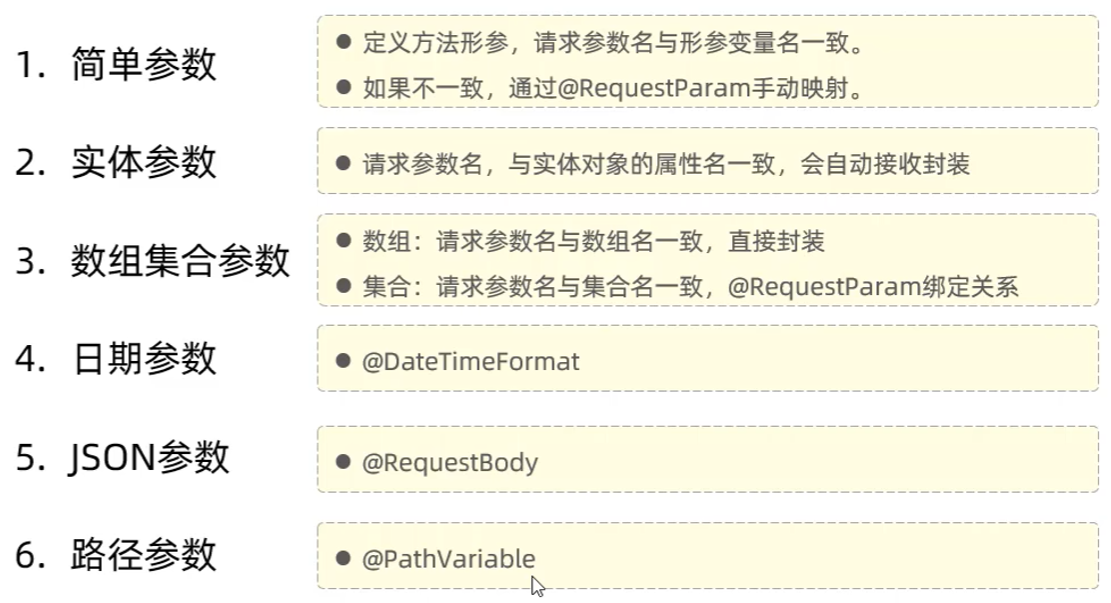 1. 简单参数
● 定义方法形参，请求参数名与形参变量名一致。
● 如果不一致，通过@RequestParam手动映射。
2. 实体参数
● 请求参数名，与实体对象的属性名一致，会自动接收封装
3. 数组集合参数
● 数组：请求参数名与数组名一致，直接封装
● 集合：请求参数名与集合名一致，@RequestParam绑定关系
4. 日期参数
● @DateTimeFormat
5. JSON参数
● @RequestBody
6. 路径参数
● @PathVariable